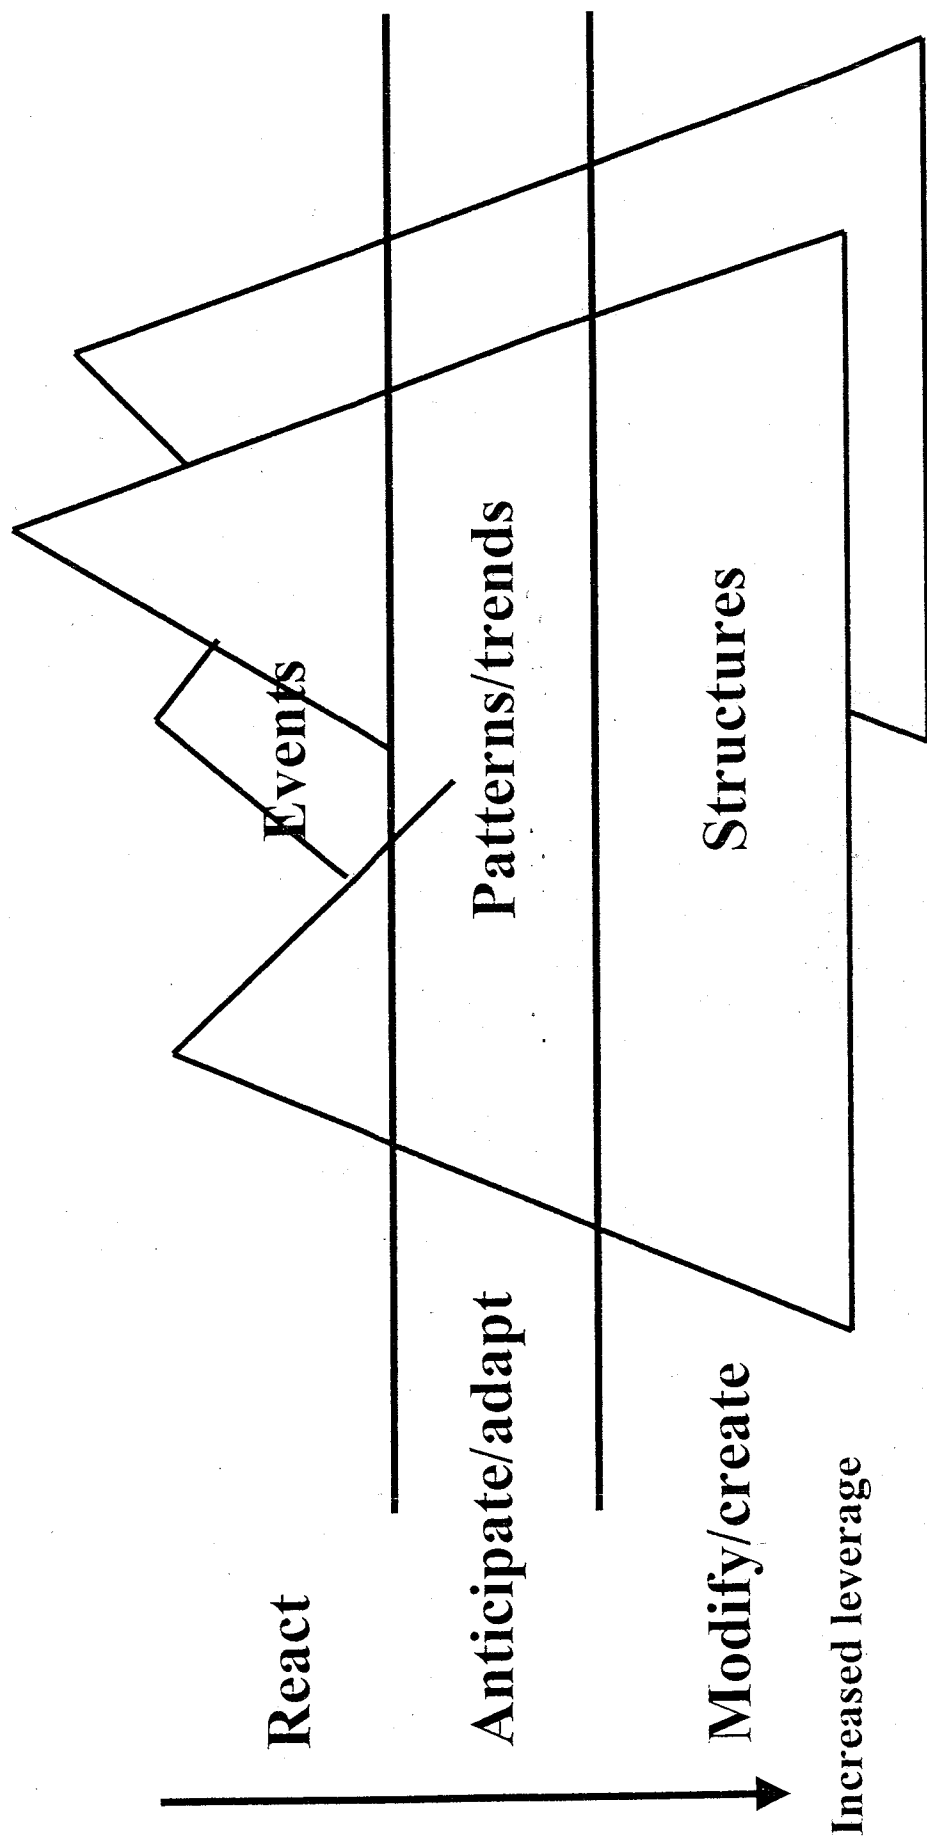 React
Events
Anticipate/adapt
Patterns/trends
Modify/create
Structures
Increased leverage